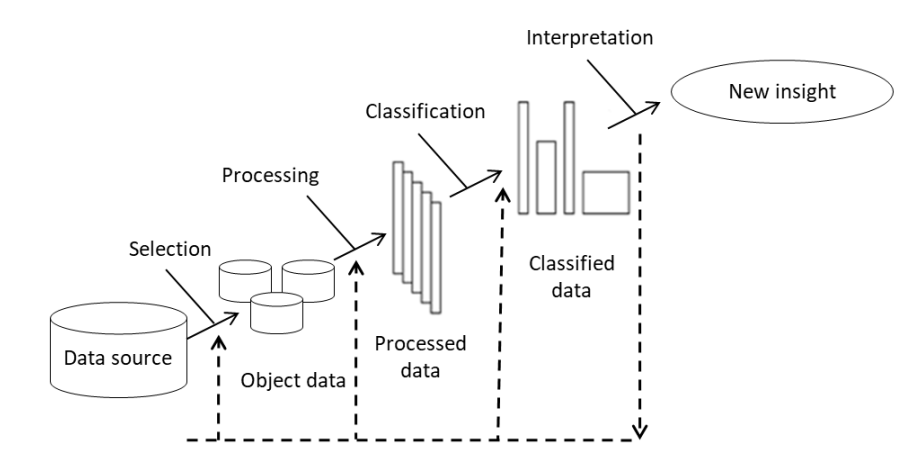 Interpretation
New insight
Classification
Processing
Selection
Classified
data
Processed
data
Data source
Object data